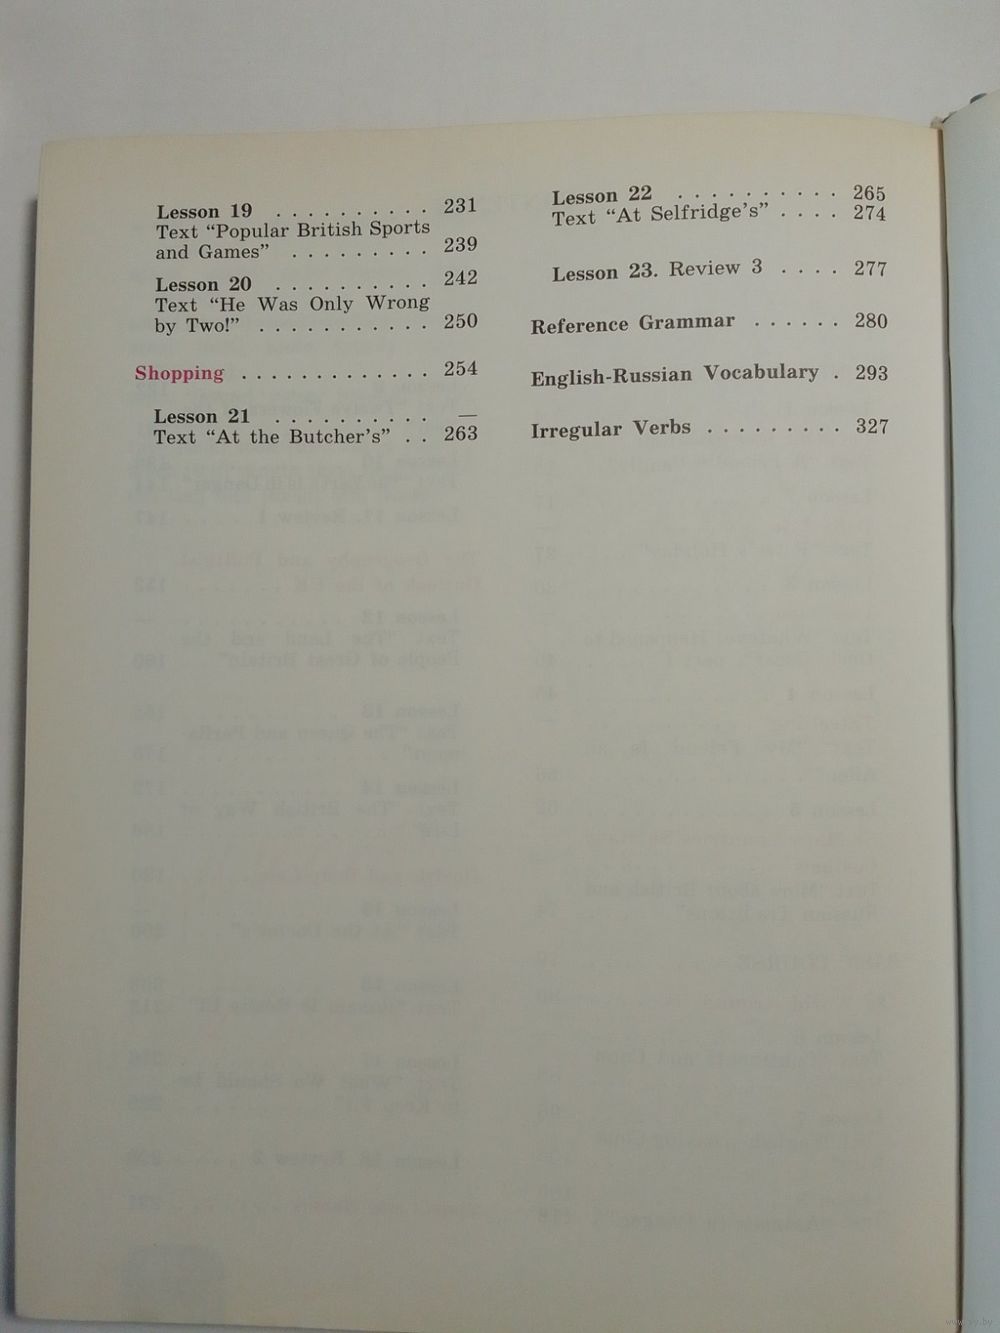 Lesson 19 . . . . . . . . . . 231
Text “Popular British Sports
and Games” . . . . . . . . . 239
Lesson 20 . . . . . . . . . . 242
Text “He Was Only Wrong
by Two!” . . . . . . . . . . . 250
Shopping . . . . . . . . . . . . . 254
Lesson 21 . . . . . . . . . . —
Text “At the Butcher's” . . 263
Lesson 22 . . . . . . . . . . 265
Text “At Selfridge's” . . . . 274
Lesson 23. Review 3 . . . . 277
Reference Grammar . . . . . . 280
English-Russian Vocabulary . 293
Irregular Verbs . . . . . . . . . 327